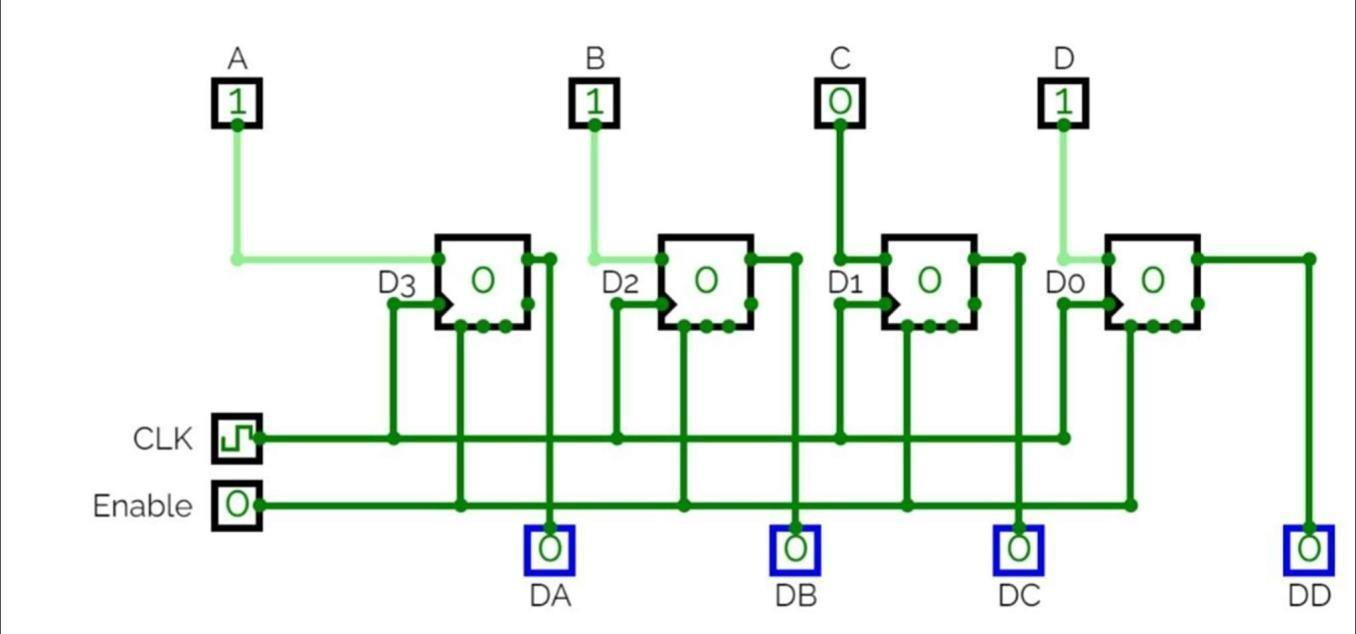 A B C D
1 1 0 1
D3 0 D2 0 D1 0 D0 0
CLK
Enable 0
0 0 0 0
DA DB DC DD